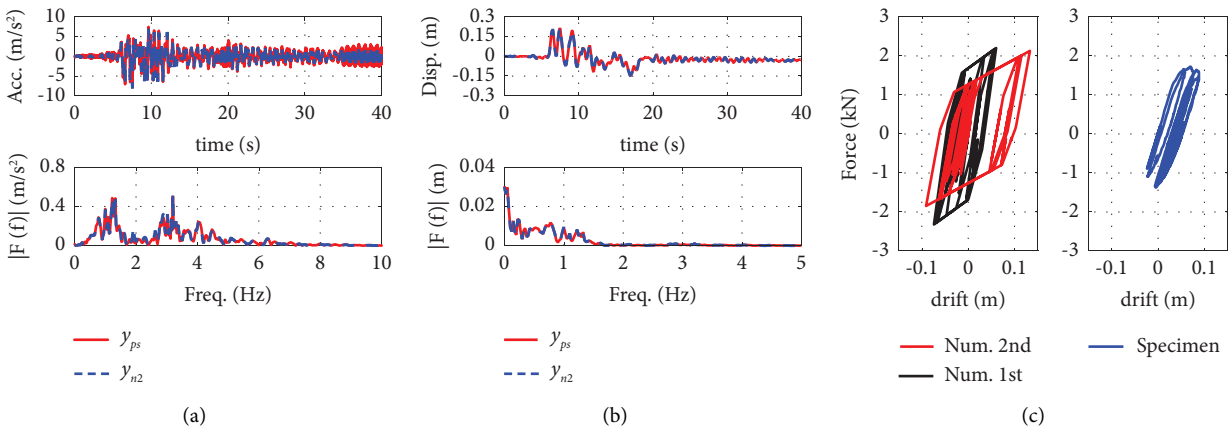 Acc. (m/s²)
10
5
0
-5
-10
0 10 20 30 40
time (s)
|F (f)| (m/s²)
0.8
0.4
0
0 2 4 6 8 10
Freq. (Hz)
y_ps
y_n2
(a)
Disp. (m)
0.3
0.15
0
-0.15
-0.3
0 10 20 30 40
time (s)
|F (f)| (m)
0.04
0.02
0
0 1 2 3 4 5
Freq. (Hz)
y_ps
y_n2
(b)
Force (kN)
3
2
1
0
-1
-2
-3
-0.1 0 0.1
drift (m)
Num. 2nd
Num. 1st
3
2
1
0
-1
-2
-3
-0.1 0 0.1
drift (m)
Specimen
(c)